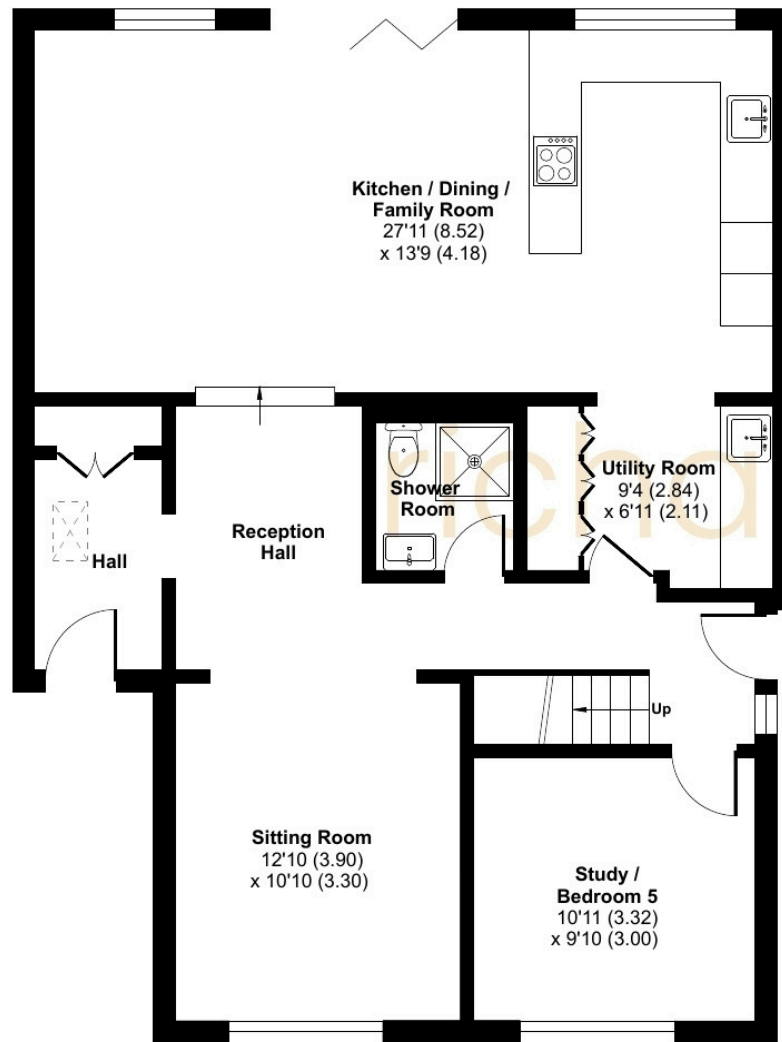 Kitchen / Dining /
Family Room
27'11 (8.52)
x 13'9 (4.18)
Utility Room
9'4 (2.84)
x 6'11 (2.11)
Shower
Room
Reception
Hall
Hall
Up
Sitting Room
12'10 (3.90)
x 10'10 (3.30)
Study /
Bedroom 5
10'11 (3.32)
x 9'10 (3.00)
richa